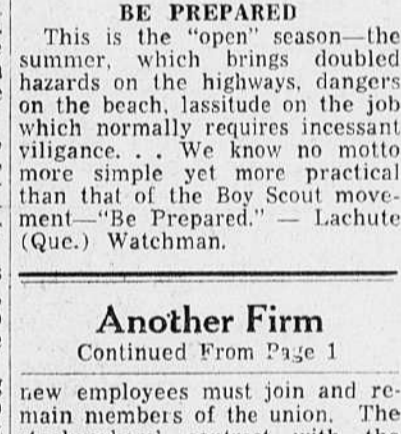 BE PREPARED
This is the "open" season—the
summer, which brings doubled
hazards on the highways, dangers
on the beach, lassitude on the job
which normally requires incessant
viligance. . . We know no motto
more simple yet more practical
than that of the Boy Scout move-
ment—"Be Prepared." — Lachute
(Que.) Watchman.
Another Firm
Continued From Page 1
new employees must join and re-
main members of the union. The